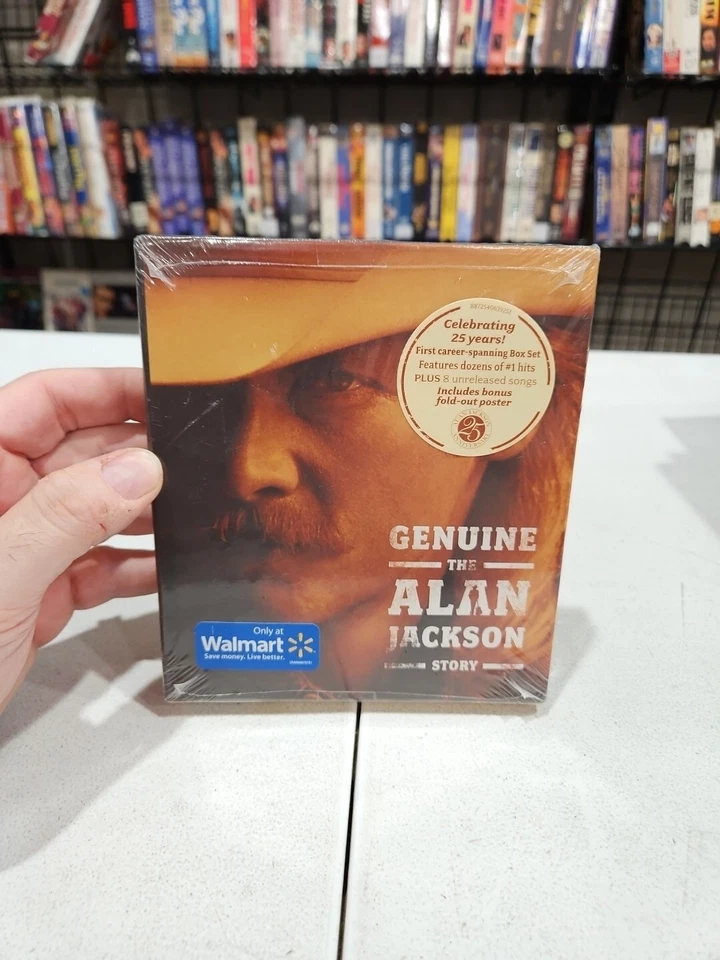 Celebrating
25 years!
First career-spanning Box Set
Features dozens of #1 hits
PLUS 8 unreleased songs
Includes bonus
fold-out poster
25
GENUINE
THE
ALAN
JACKSON
STORY
Only at
Walmart
Save money. Live better.